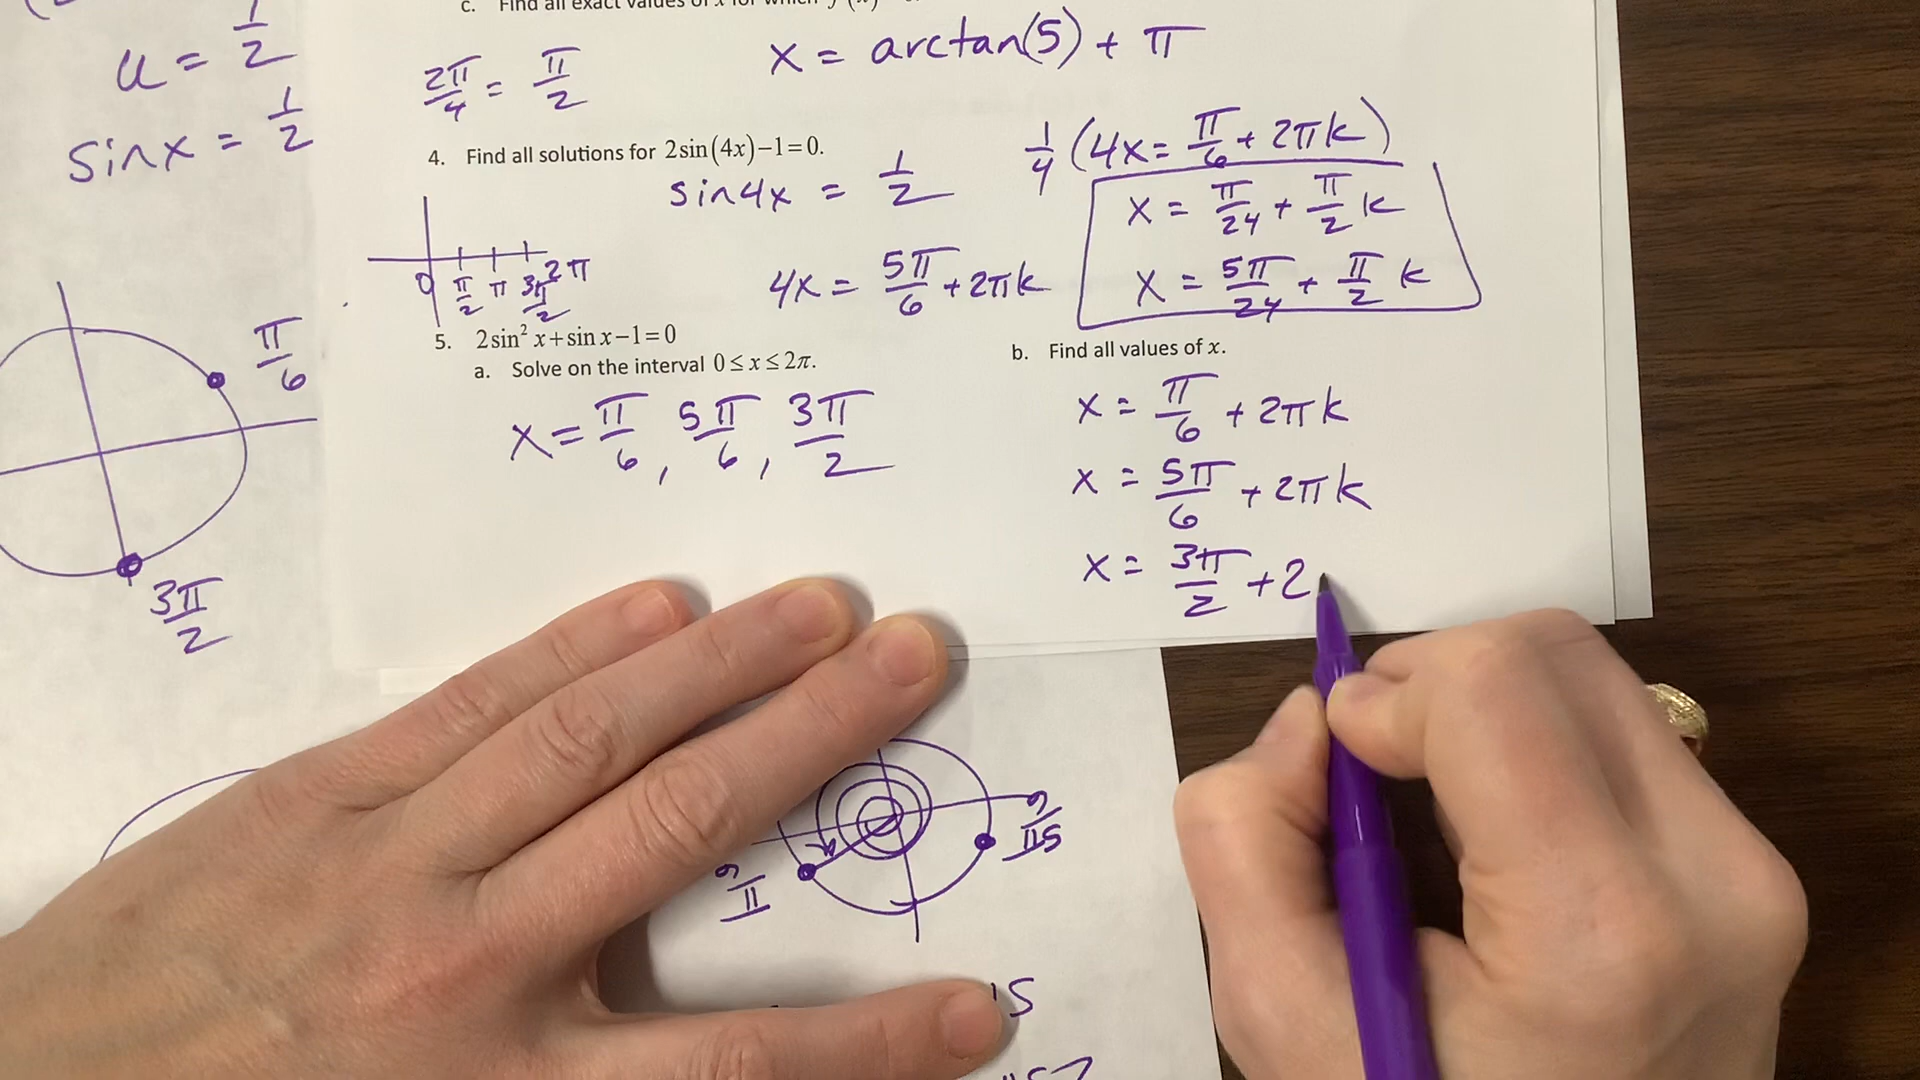 c. Find all exact values of x for which
u = 1/2
sin x = 1/2
2π/4 = π/2
x = arctan(5) + π
4. Find all solutions for 2sin(4x)−1=0.
sin4x = 1/2
1/4 (4x = π/6 + 2πk)
x = π/24 + π/2 k
4x = 5π/6 + 2πk
x = 5π/24 + π/2 k
0 π/2 π 3π/2 2π
5. 2sin² x+sin x−1=0
a. Solve on the interval 0≤x≤2π.
x = π/6, 5π/6, 3π/2
b. Find all values of x.
x = π/6 + 2πk
x = 5π/6 + 2πk
x = 3π/2 + 2
π/6
3π/2
π/6
5π/6